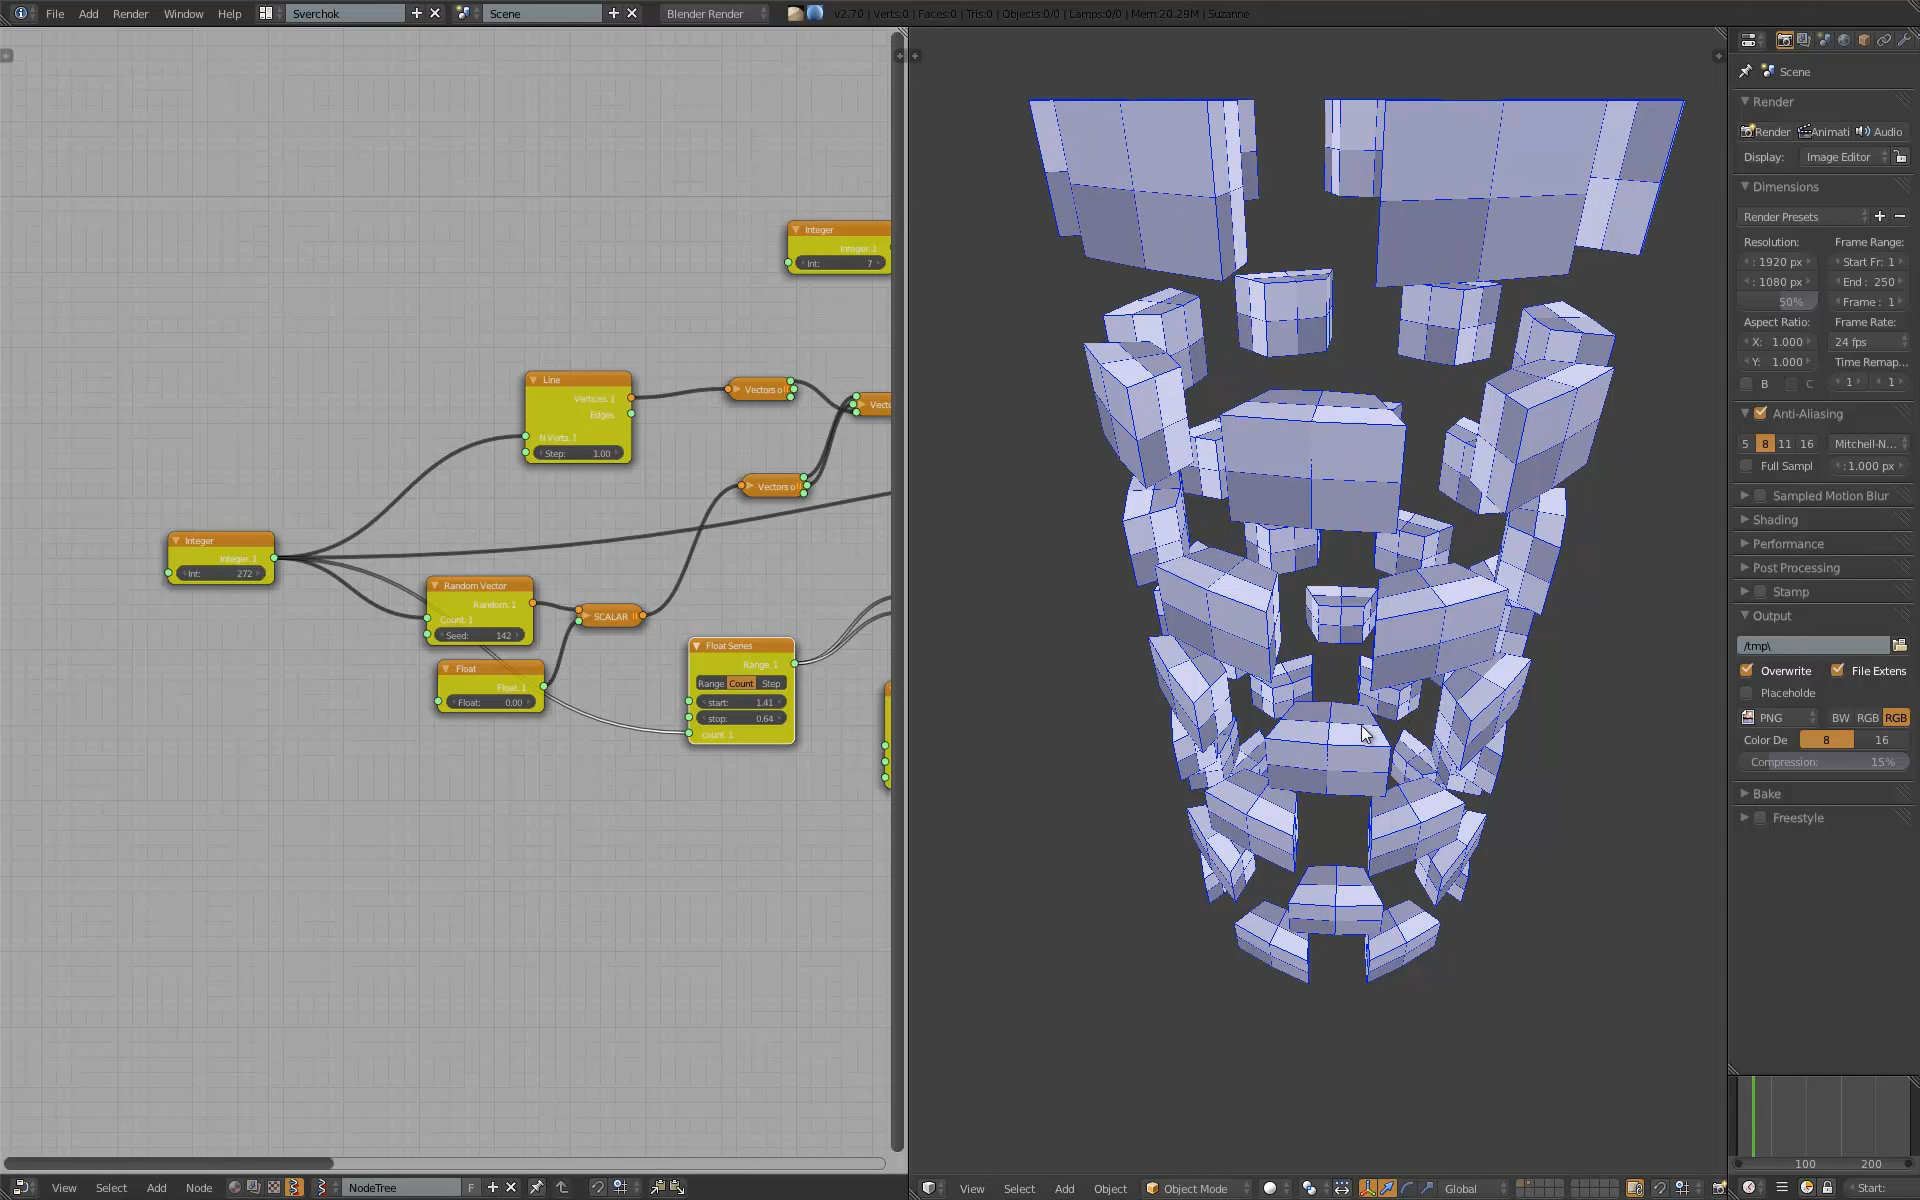 File Add Render Window Help Sverchok Scene Blender Render v2.70 | Verts:0 | Faces:0 | Tris:0 | Objects:0/0 | Lamps:0/0 | Mem:20.29M | Suzanne
Integer
Integer. 1
Int: 7
Line
Vertices. 1
Edges.
N Verts. 1
Step: 1.00
Vectors o
Vecto
Vectors o
Integer
Integer. 1
Int: 272
Random Vector
Random. 1
Count. 1
Seed: 142
SCALAR
Float
Float. 1
Float: 0.00
Float Series
Range. 1
Range Count Step
start: 1.41
stop: 0.64
count. 1
Scene
Render
Render Animati Audio
Display: Image Editor
Dimensions
Render Presets
Resolution: Frame Range:
: 1920 px Start Fr: 1
: 1080 px End : 250
50% Frame : 1
Aspect Ratio: Frame Rate:
X: 1.000 24 fps
Y: 1.000 Time Remap...
B C 1 1
Anti-Aliasing
5 8 11 16 Mitchell-N...
Full Sampl : 1.000 px
Sampled Motion Blur
Shading
Performance
Post Processing
Stamp
Output
/tmp\
Overwrite File Extens
Placeholde
PNG BW RGB RGB
Color De 8 16
Compression: 15%
Bake
Freestyle
100 200
View Select Add Node NodeTree F
View Select Add Object Object Mode Global
Start: